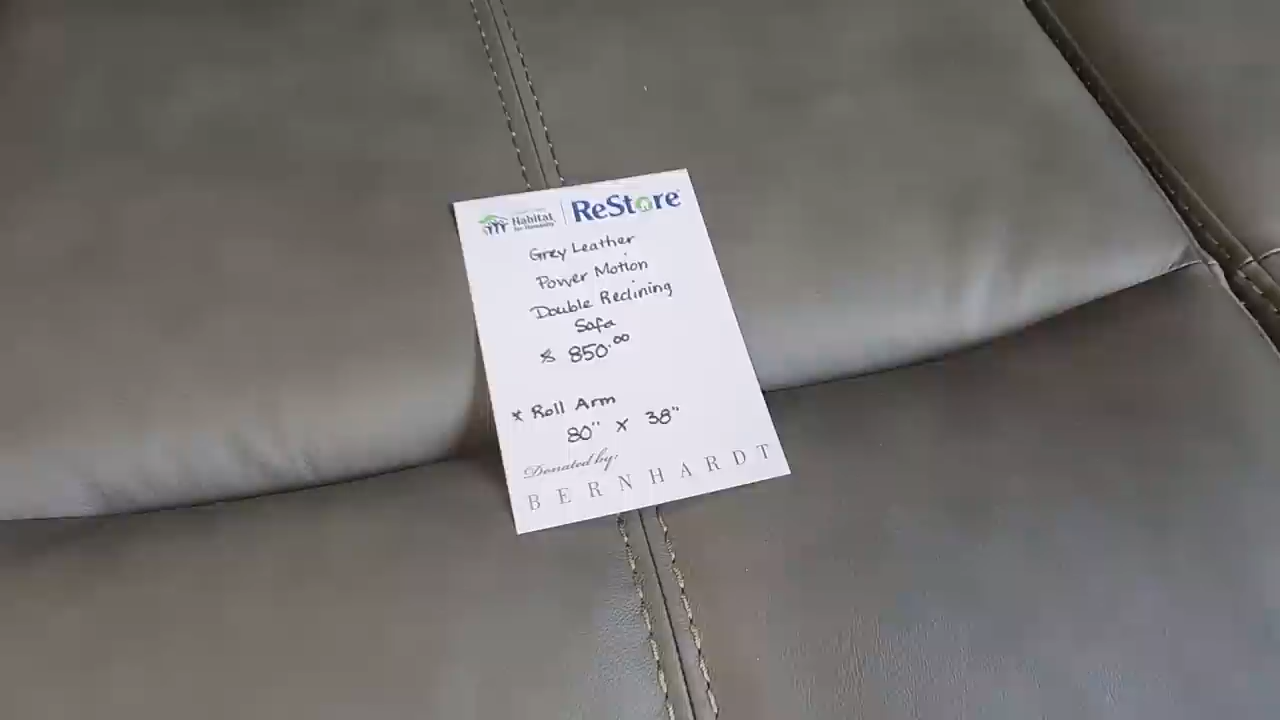 Habitat for Humanity
ReStore
Grey Leather
Power Motion
Double Reclining
Sofa
$ 850.00
* Roll Arm
80" x 38"
Donated by:
BERNHARDT